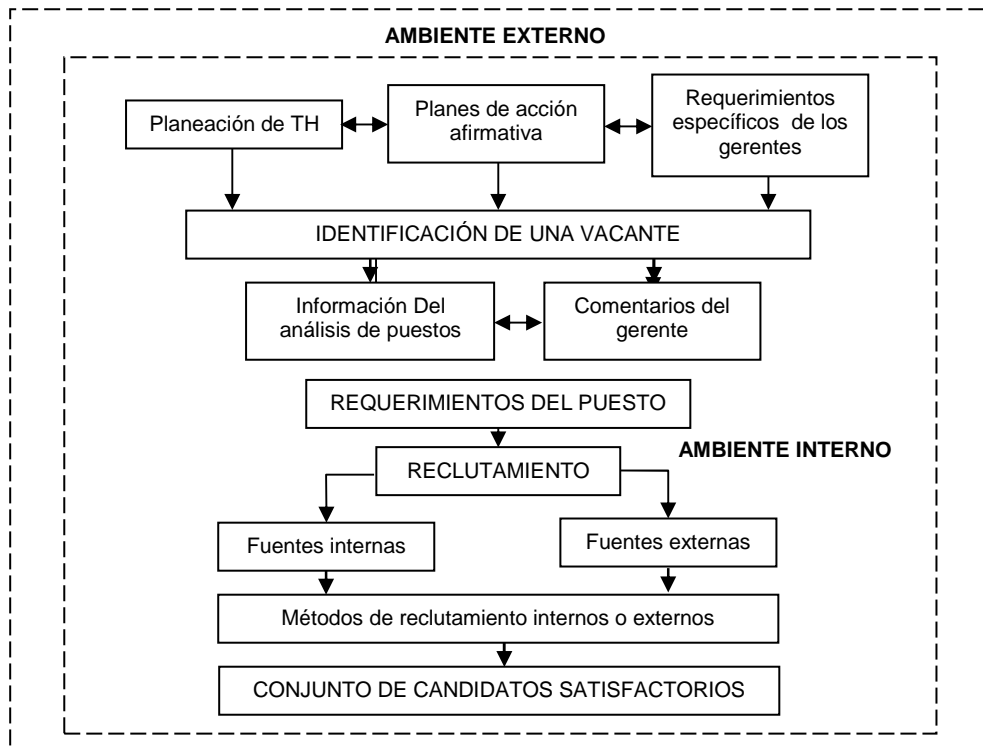 AMBIENTE EXTERNO
Planeación de TH
Planes de acción
afirmativa
Requerimientos
específicos de los
gerentes
IDENTIFICACIÓN DE UNA VACANTE
Información Del
análisis de puestos
Comentarios del
gerente
REQUERIMIENTOS DEL PUESTO
AMBIENTE INTERNO
RECLUTAMIENTO
Fuentes internas
Fuentes externas
Métodos de reclutamiento internos o externos
CONJUNTO DE CANDIDATOS SATISFACTORIOS